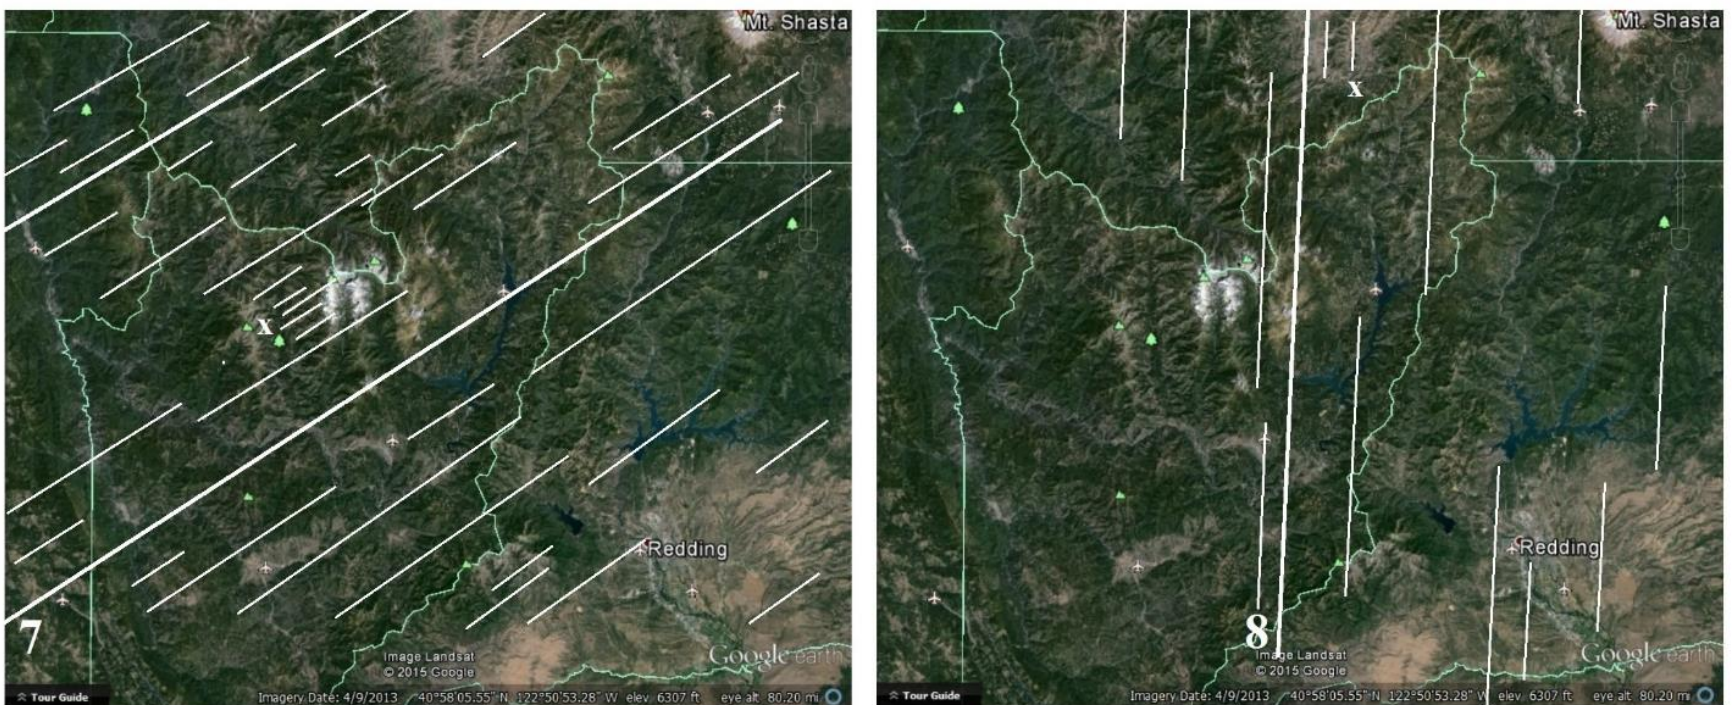 Mt. Shasta
x
Redding
7
Image Landsat
© 2015 Google
Google earth
Tour Guide
Imagery Date: 4/9/2013 40°58'05.55" N 122°50'53.28" W elev 6307 ft eye alt 80.20 mi
Mt. Shasta
x
Redding
8
Image Landsat
© 2015 Google
Google earth
Tour Guide
Imagery Date: 4/9/2013 40°58'05.55" N 122°50'53.28" W elev 6307 ft eye alt 80.20 mi